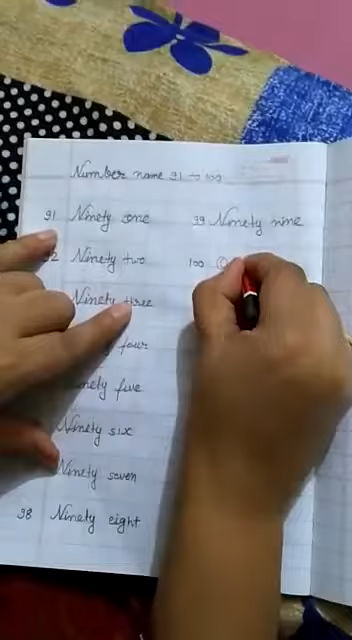 Number name 91 to 100
91 Ninety one
92 Ninety two
Ninety three
four
Ninety five
Ninety six
Ninety seven
98 Ninety eight
99 Ninety nine
100 O